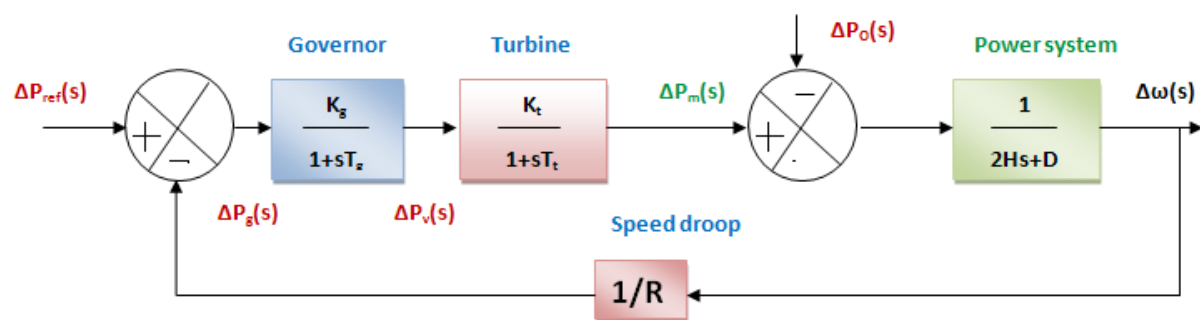 Governor
Turbine
ΔP₀(s)
Power system
ΔPref(s)
Kg
1+sTg
Kt
1+sTt
ΔPm(s)
1
2Hs+D
Δω(s)
+
−
−
+
ΔPg(s)
ΔPv(s)
Speed droop
1/R